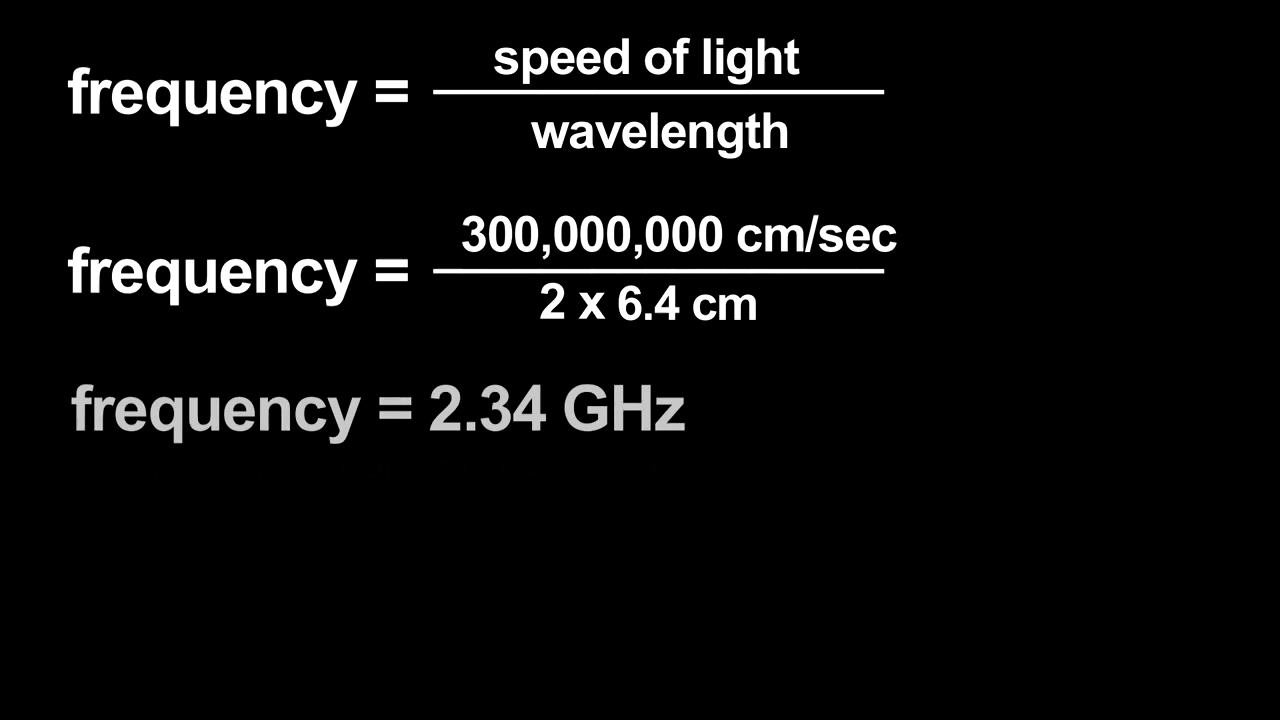 frequency = speed of light
wavelength
frequency = 300,000,000 cm/sec
2 x 6.4 cm
frequency = 2.34 GHz